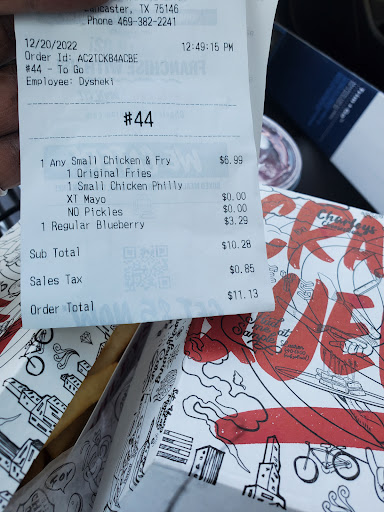 Lancaster, TX 75146
Phone 469-382-2241
12/20/2022 12:49:15 PM
Order Id: AC2TCKB4ACBE
#44 - To Go
Employee: Dysheki
#44
1 Any Small Chicken & Fry $6.99
1 Original Fries
1 Small Chicken Philly
X! Mayo $0.00
NO Pickles $0.00
1 Regular Blueberry $3.29
Sub Total $10.28
Sales Tax $0.85
Order Total $11.13
Charleys